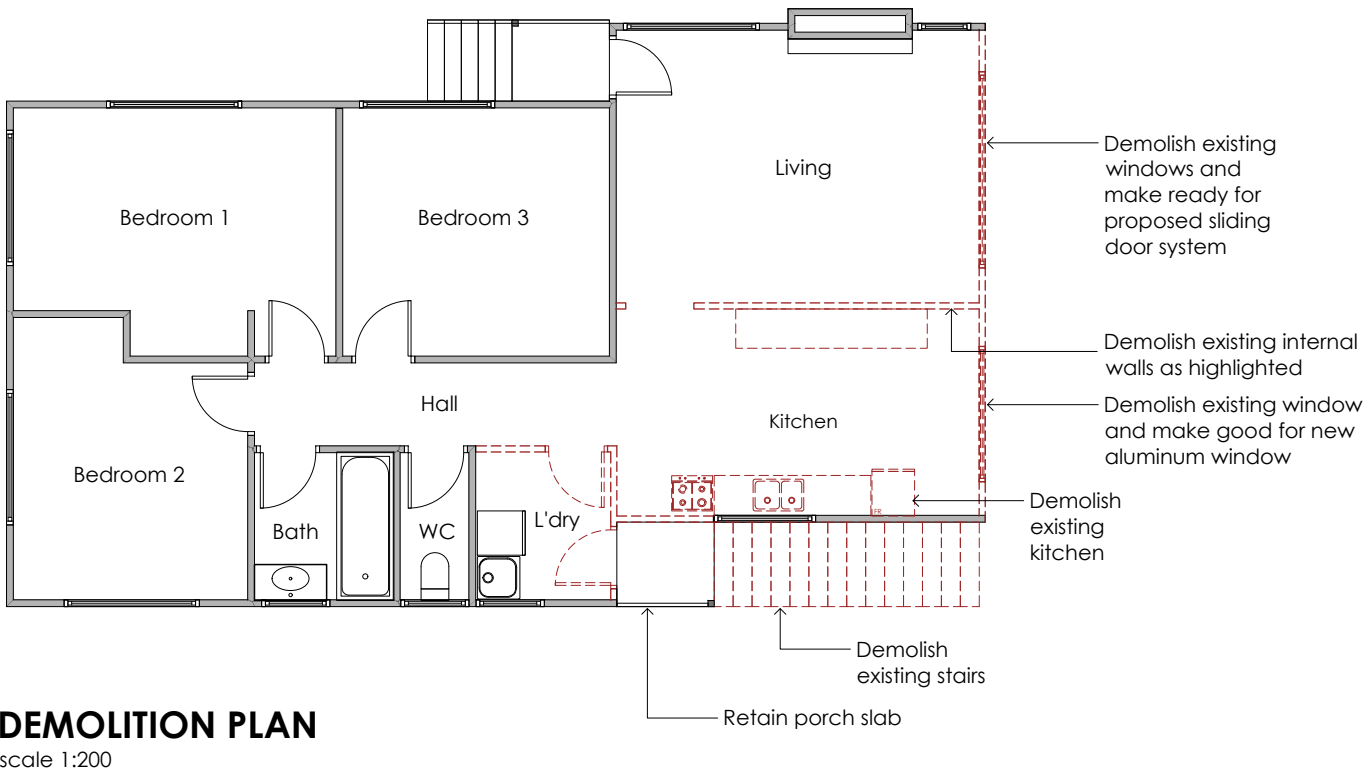 Living
Bedroom 1
Bedroom 3
Hall
Kitchen
Bedroom 2
Bath
WC
L'dry
FR
Demolish existing
windows and
make ready for
proposed sliding
door system
Demolish existing internal
walls as highlighted
Demolish existing window
and make good for new
aluminum window
Demolish
existing
kitchen
Demolish
existing stairs
Retain porch slab
DEMOLITION PLAN
scale 1:200